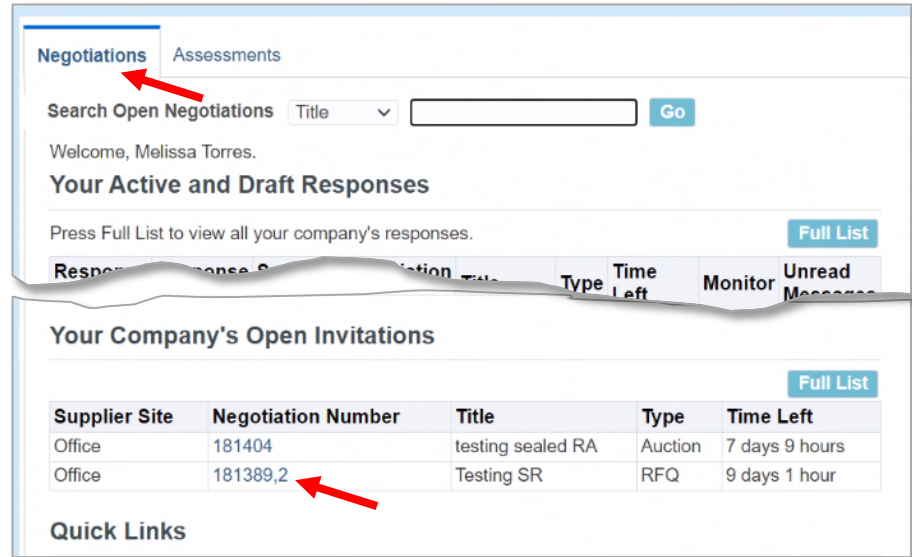 Negotiations Assessments
Search Open Negotiations Title Go
Welcome, Melissa Torres.
Your Active and Draft Responses
Press Full List to view all your company's responses. Full List
Type Time Left Monitor Unread Messages
Your Company's Open Invitations
Full List
Supplier Site Negotiation Number Title Type Time Left
Office 181404 testing sealed RA Auction 7 days 9 hours
Office 181389,2 Testing SR RFQ 9 days 1 hour
Quick Links